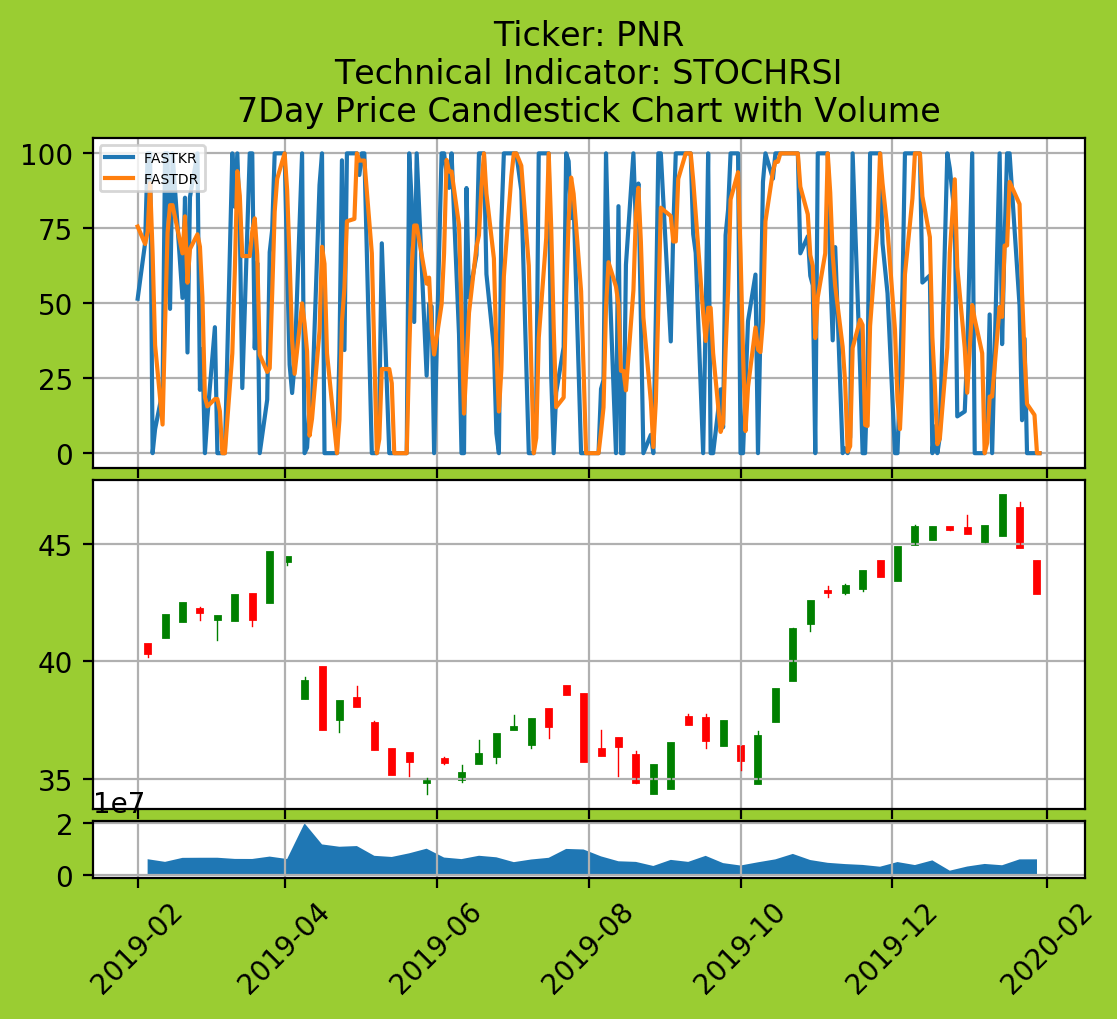 Ticker: PNR
Technical Indicator: STOCHRSI
7Day Price Candlestick Chart with Volume
100
75
50
25
0
FASTKR
FASTDR
45
40
35
1e7
2
0
2019-02
2019-04
2019-06
2019-08
2019-10
2019-12
2020-02